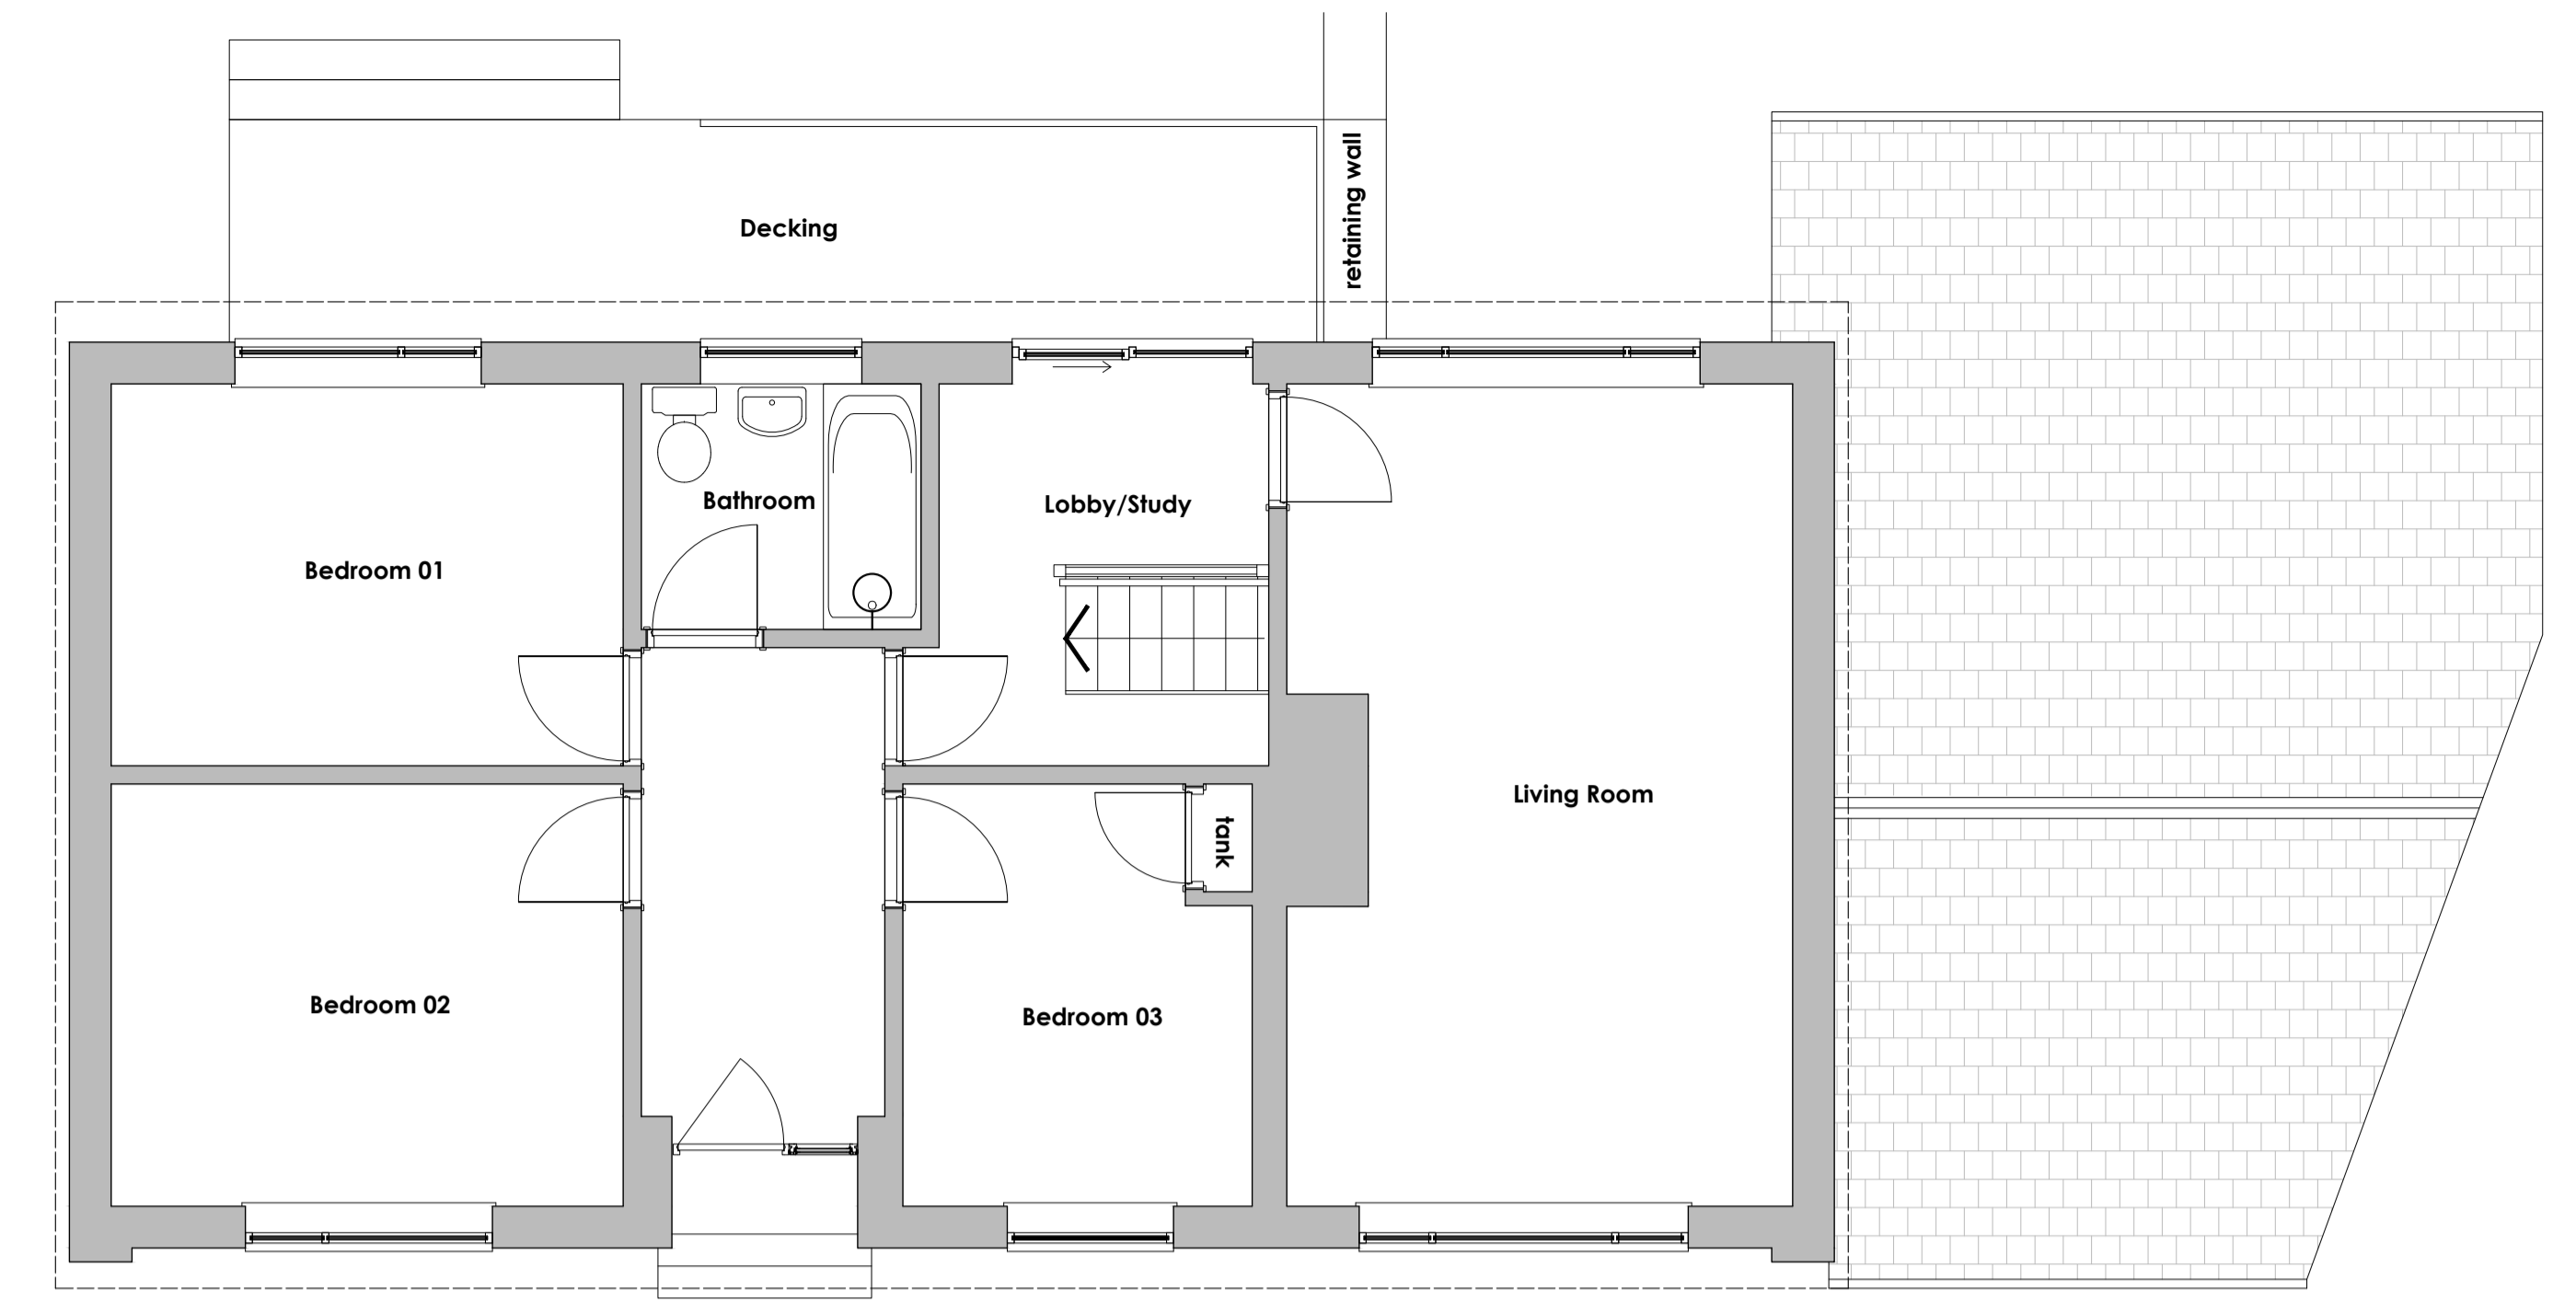 retaining wall
Decking
Bathroom
Lobby/Study
Bedroom 01
Living Room
tank
Bedroom 02
Bedroom 03